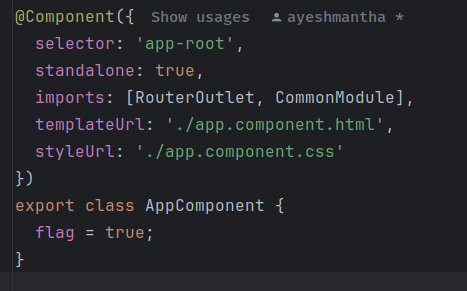 @Component({ Show usages ayeshmantha *
  selector: 'app-root',
  standalone: true,
  imports: [RouterOutlet, CommonModule],
  templateUrl: './app.component.html',
  styleUrl: './app.component.css'
})
export class AppComponent {
  flag = true;
}